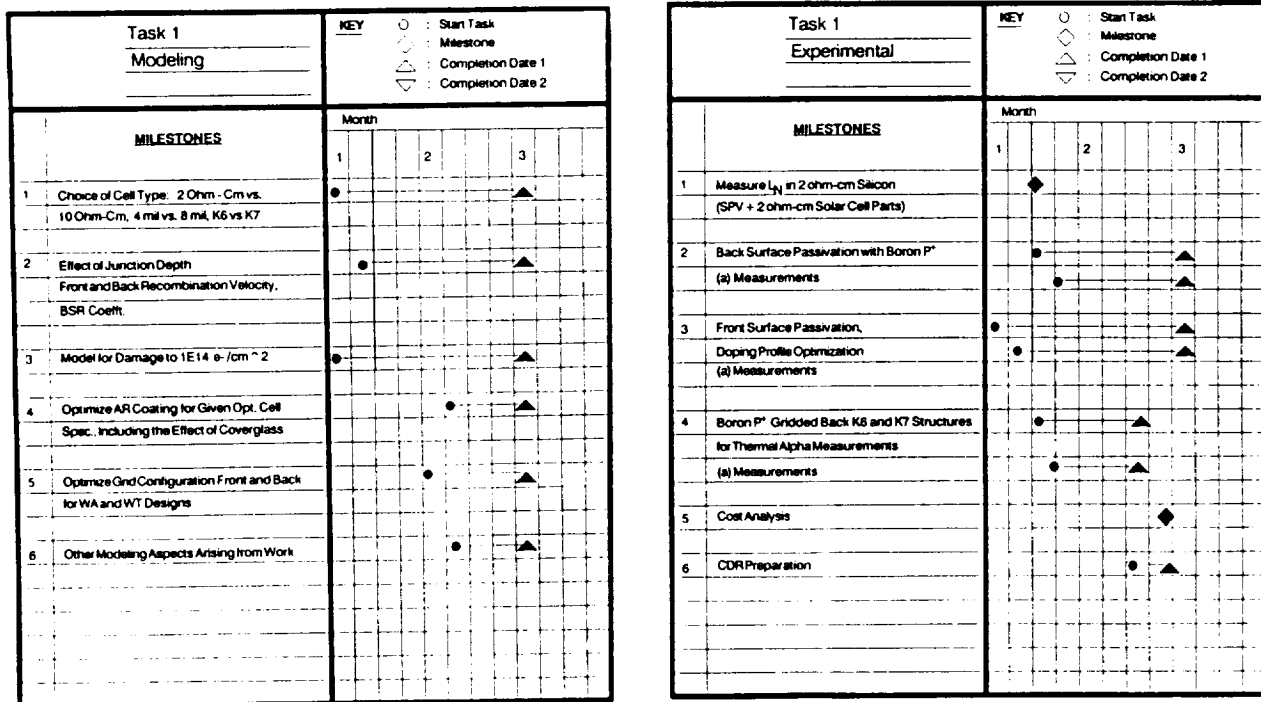 Task 1
Modeling
KEY
: Start Task
: Milestone
: Completion Date 1
: Completion Date 2
MILESTONES
Month
1 2 3
1 Choice of Cell Type: 2 Ohm - Cm vs.
10 Ohm-Cm, 4 mil vs. 8 mil, K6 vs K7
2 Effect of Junction Depth
Front and Back Recombination Velocity,
BSR Coefft.
3 Model for Damage to 1E14 e- /cm ^ 2
4 Optimize AR Coating for Given Opt. Cell
Spec., Including the Effect of Coverglass
5 Optimize Grid Configuration Front and Back
for WA and WT Designs
6 Other Modeling Aspects Arising from Work
Task 1
Experimental
KEY
: Start Task
: Milestone
: Completion Date 1
: Completion Date 2
MILESTONES
Month
1 2 3
1 Measure L_N in 2 ohm-cm Silicon
(SPV + 2 ohm-cm Solar Cell Parts)
2 Back Surface Passivation with Boron P⁺
(a) Measurements
3 Front Surface Passivation,
Doping Profile Optimization
(a) Measurements
4 Boron P⁺ Gridded Back K6 and K7 Structures
for Thermal Alpha Measurements
(a) Measurements
5 Cost Analysis
6 CDR Preparation